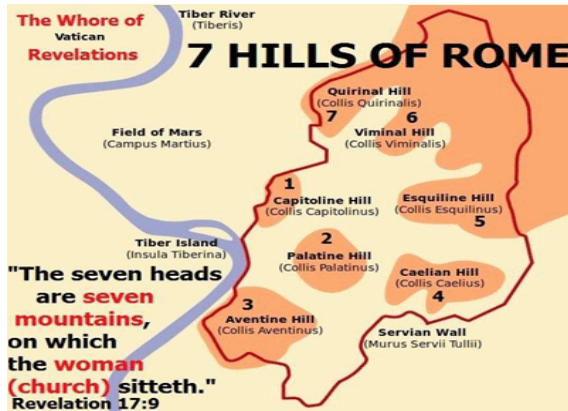 The Whore of
Vatican
Revelations
Tiber River
(Tiberis)
7 HILLS OF ROME
Quirinal Hill
(Collis Quirinalis)
7
6
Viminal Hill
(Collis Viminalis)
Field of Mars
(Campus Martius)
1
Capitoline Hill
(Collis Capitolinus)
Esquiline Hill
(Collis Esquilinus)
5
Tiber Island
(Insula Tiberina)
2
Palatine Hill
(Collis Palatinus)
Caelian Hill
(Collis Caelius)
4
3
Aventine Hill
(Collis Aventinus)
Servian Wall
(Murus Servii Tullii)
"The seven heads
are seven
mountains,
on which
the woman
(church) sitteth."
Revelation 17:9